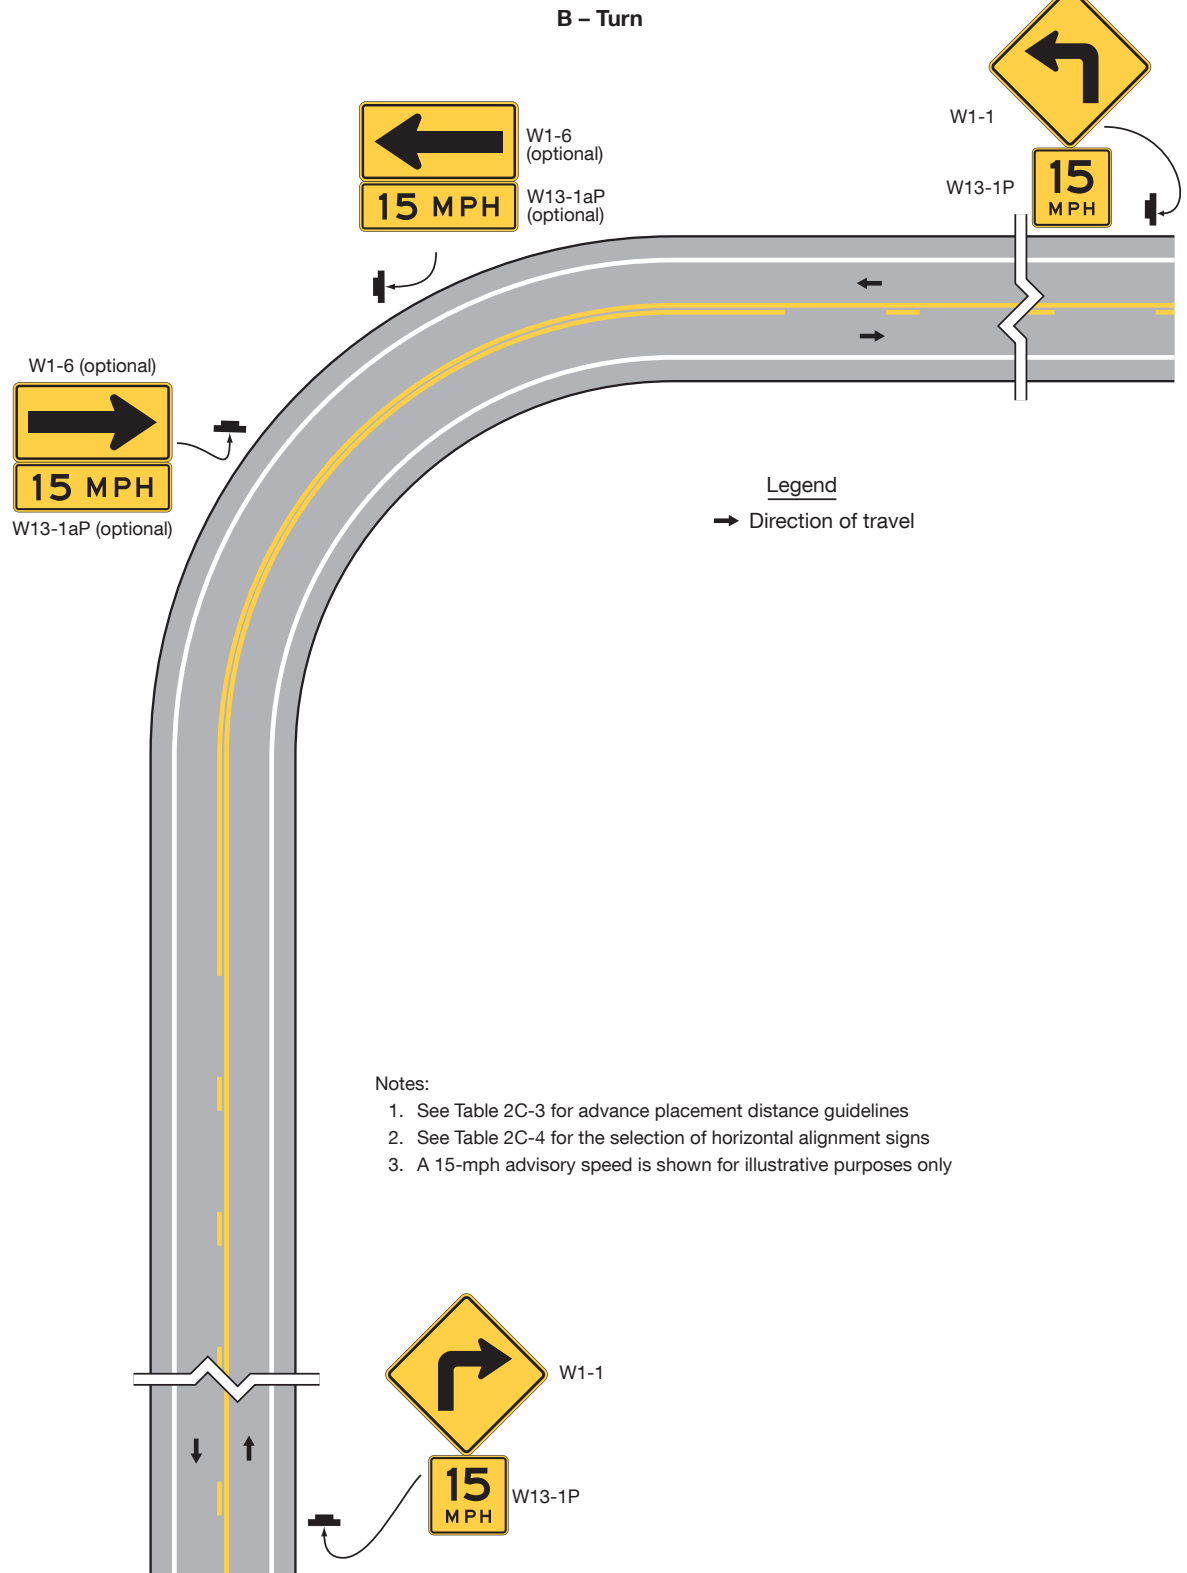 B – Turn
W1-1
W13-1P
15
MPH
W1-6
(optional)
15 MPH
W13-1aP
(optional)
W1-6 (optional)
15 MPH
W13-1aP (optional)
Legend
Direction of travel
Notes:
1. See Table 2C-3 for advance placement distance guidelines
2. See Table 2C-4 for the selection of horizontal alignment signs
3. A 15-mph advisory speed is shown for illustrative purposes only
W1-1
15
MPH
W13-1P